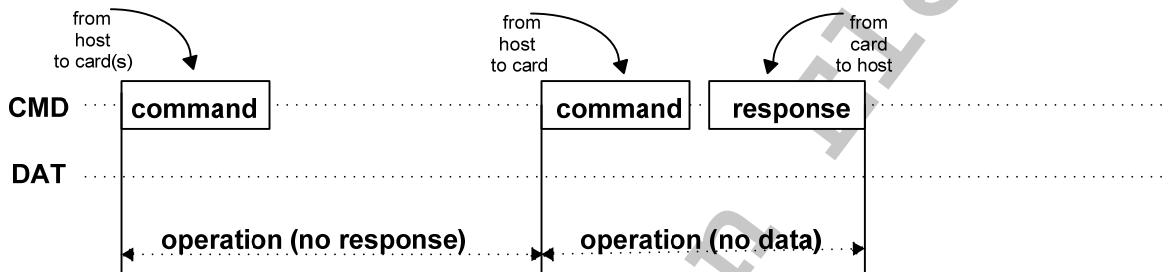 from
host
to card(s)
from
host
to card
from
card
to host
CMD
command
command
response
DAT
operation (no response)
operation (no data)